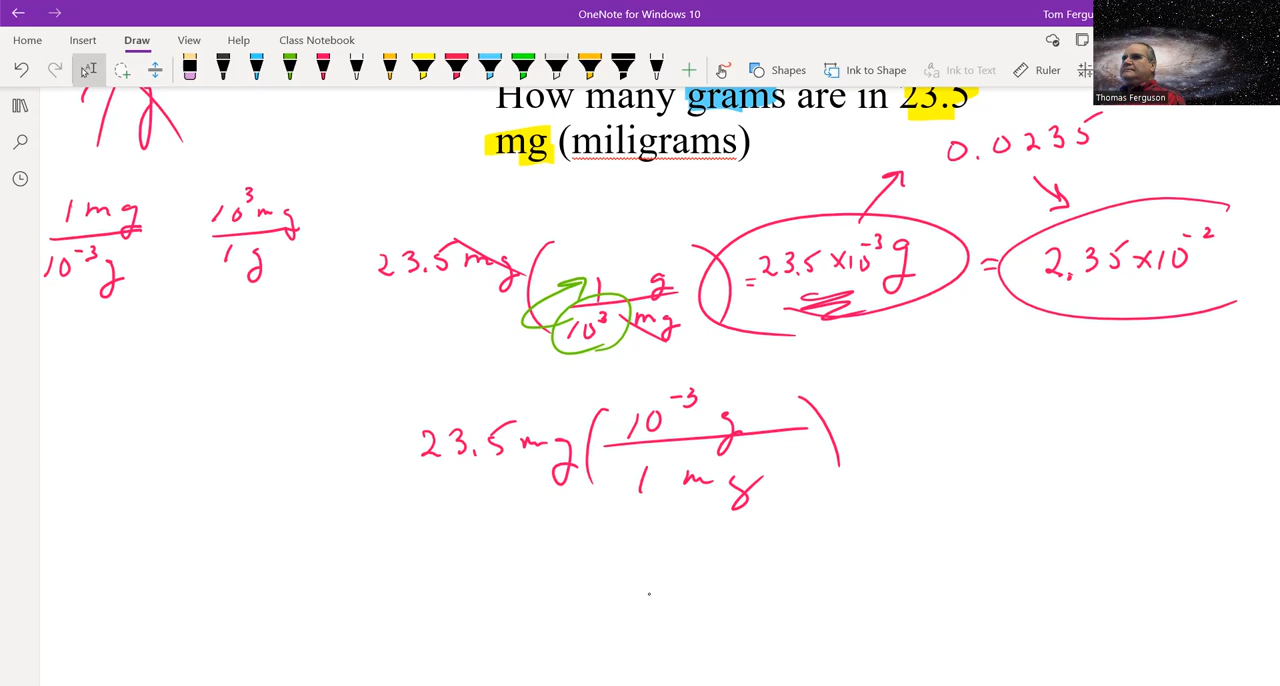 OneNote for Windows 10
Tom Fergu
Home Insert Draw View Help Class Notebook
Shapes Ink to Shape Ink to Text Ruler
Thomas Ferguson
How many grams are in 23.5
mg (miligrams)
0.0235
1 mg / 10⁻³ g
10³ mg / 1 g
23.5 mg ( 1 g / 10³ mg ) = 23.5 × 10⁻³ g = 2.35 × 10⁻²
23.5 mg ( 10⁻³ g / 1 mg )